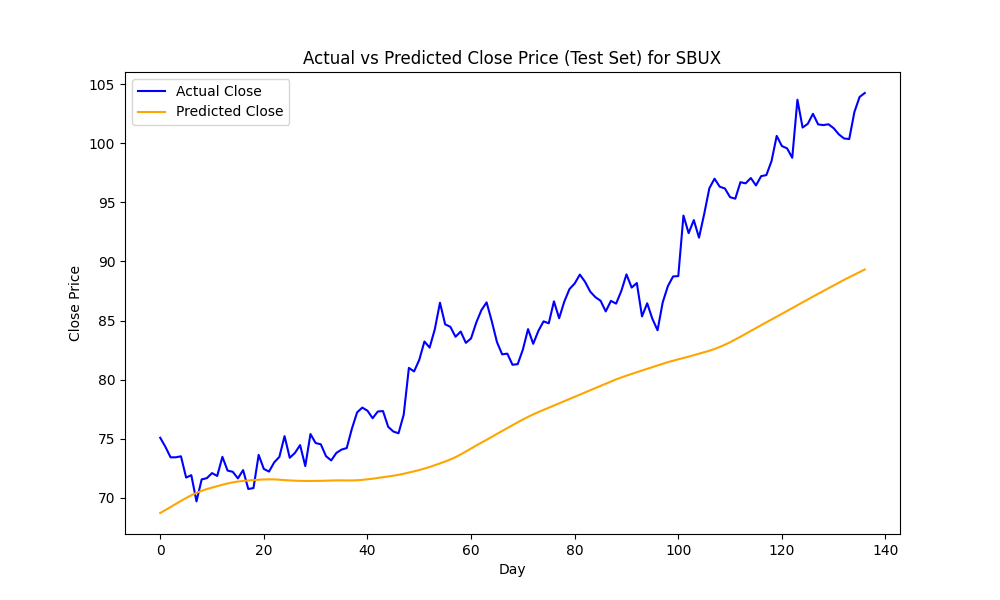 Actual vs Predicted Close Price (Test Set) for SBUX
Actual Close
Predicted Close
105
100
95
90
85
80
75
70
Close Price
0 20 40 60 80 100 120 140
Day